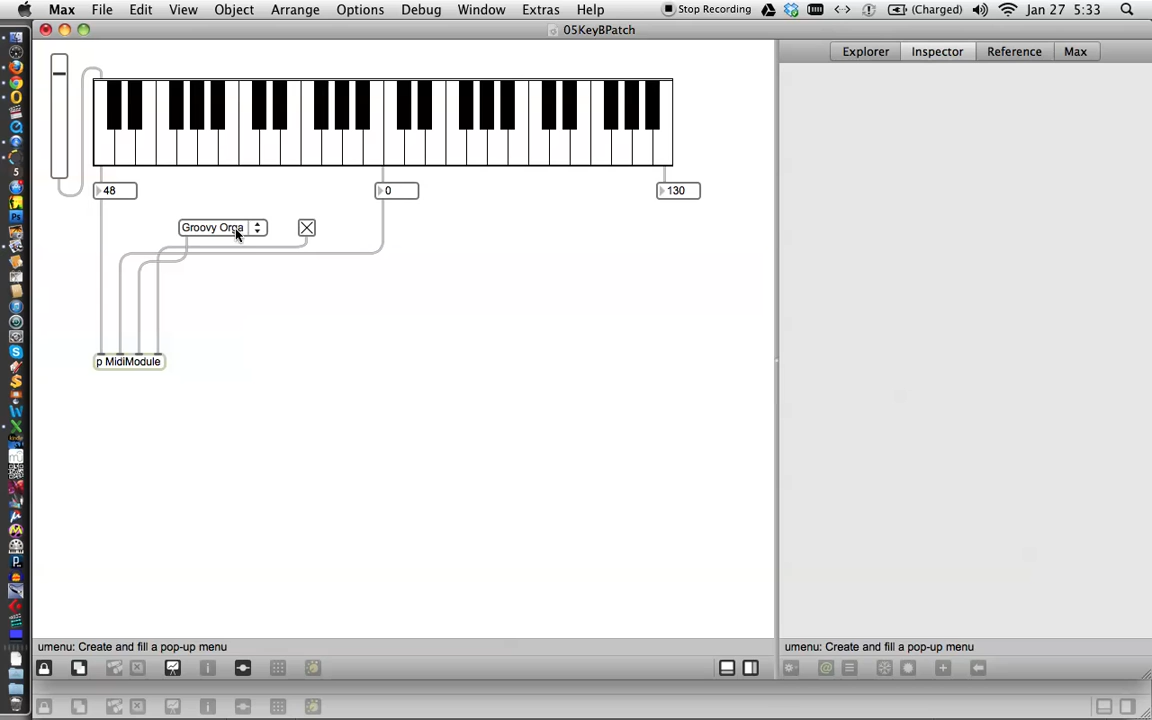 Max File Edit View Object Arrange Options Debug Window Extras Help Stop Recording (Charged) Jan 27 5:33
05KeyBPatch
Explorer Inspector Reference Max
48 0 130
Groovy Orga
p MidiModule
umenu: Create and fill a pop-up menu
umenu: Create and fill a pop-up menu